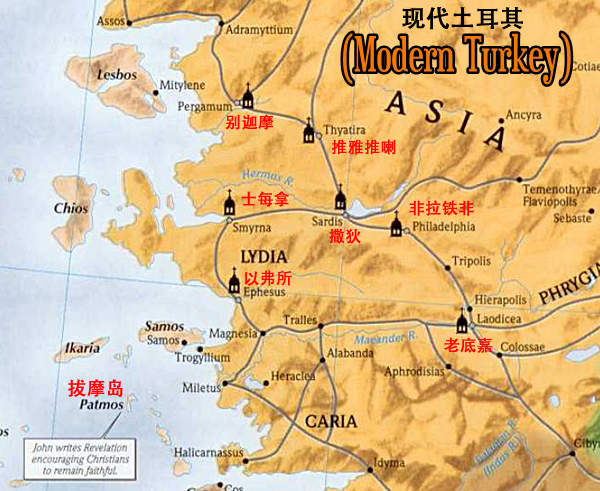 现代土耳其
(Modern Turkey)
Assos
Adramyttium
Cotiae
Lesbos
Mitylene
Pergamum
别迦摩
ASIA
Ancyra
Thyatira
推雅推喇
Hermus R.
士每拿
非拉铁非
Temenothyrae/
Flaviopolis
Chios
Smyrna
Sardis
撒狄
Philadelphia
Sebaste
LYDIA
以弗所
Tripolis
Ephesus
Hierapolis
PHRYGI
Samos
Samos
Magnesia
Tralles
Laodicea
Maeander R.
老底嘉
Ikaria
Trogyllium
Alabanda
Colossae
拔摩岛
Patmos
Miletus
Heraclea
Aphrodisias
os
CARIA
John writes Revelation
encouraging Christians
to remain faithful.
Halicarnassus
Idyma
(Indus R.)
Cibyr
Cos